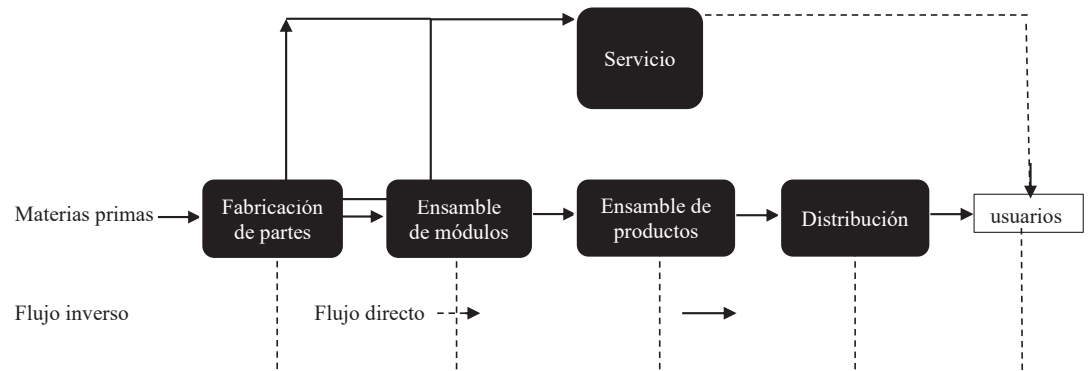 Servicio
Materias primas
Fabricación
de partes
Ensamble
de módulos
Ensamble de
productos
Distribución
usuarios
Flujo inverso
Flujo directo